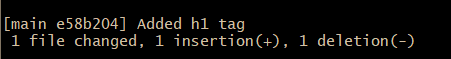 [main e58b204] Added h1 tag
1 file changed, 1 insertion(+), 1 deletion(-)